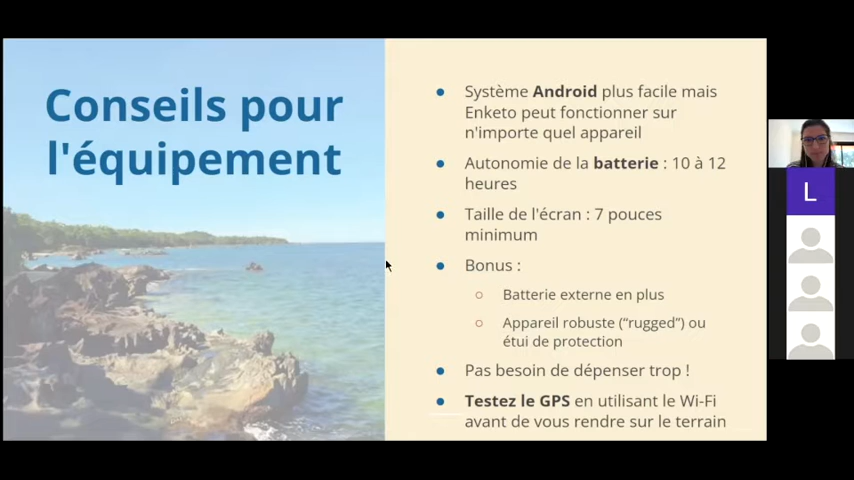 Conseils pour
l'équipement
Système Android plus facile mais
Enketo peut fonctionner sur
n'importe quel appareil
Autonomie de la batterie : 10 à 12
heures
Taille de l'écran : 7 pouces
minimum
Bonus :
Batterie externe en plus
Appareil robuste (“rugged”) ou
étui de protection
Pas besoin de dépenser trop !
Testez le GPS en utilisant le Wi-Fi
avant de vous rendre sur le terrain
L